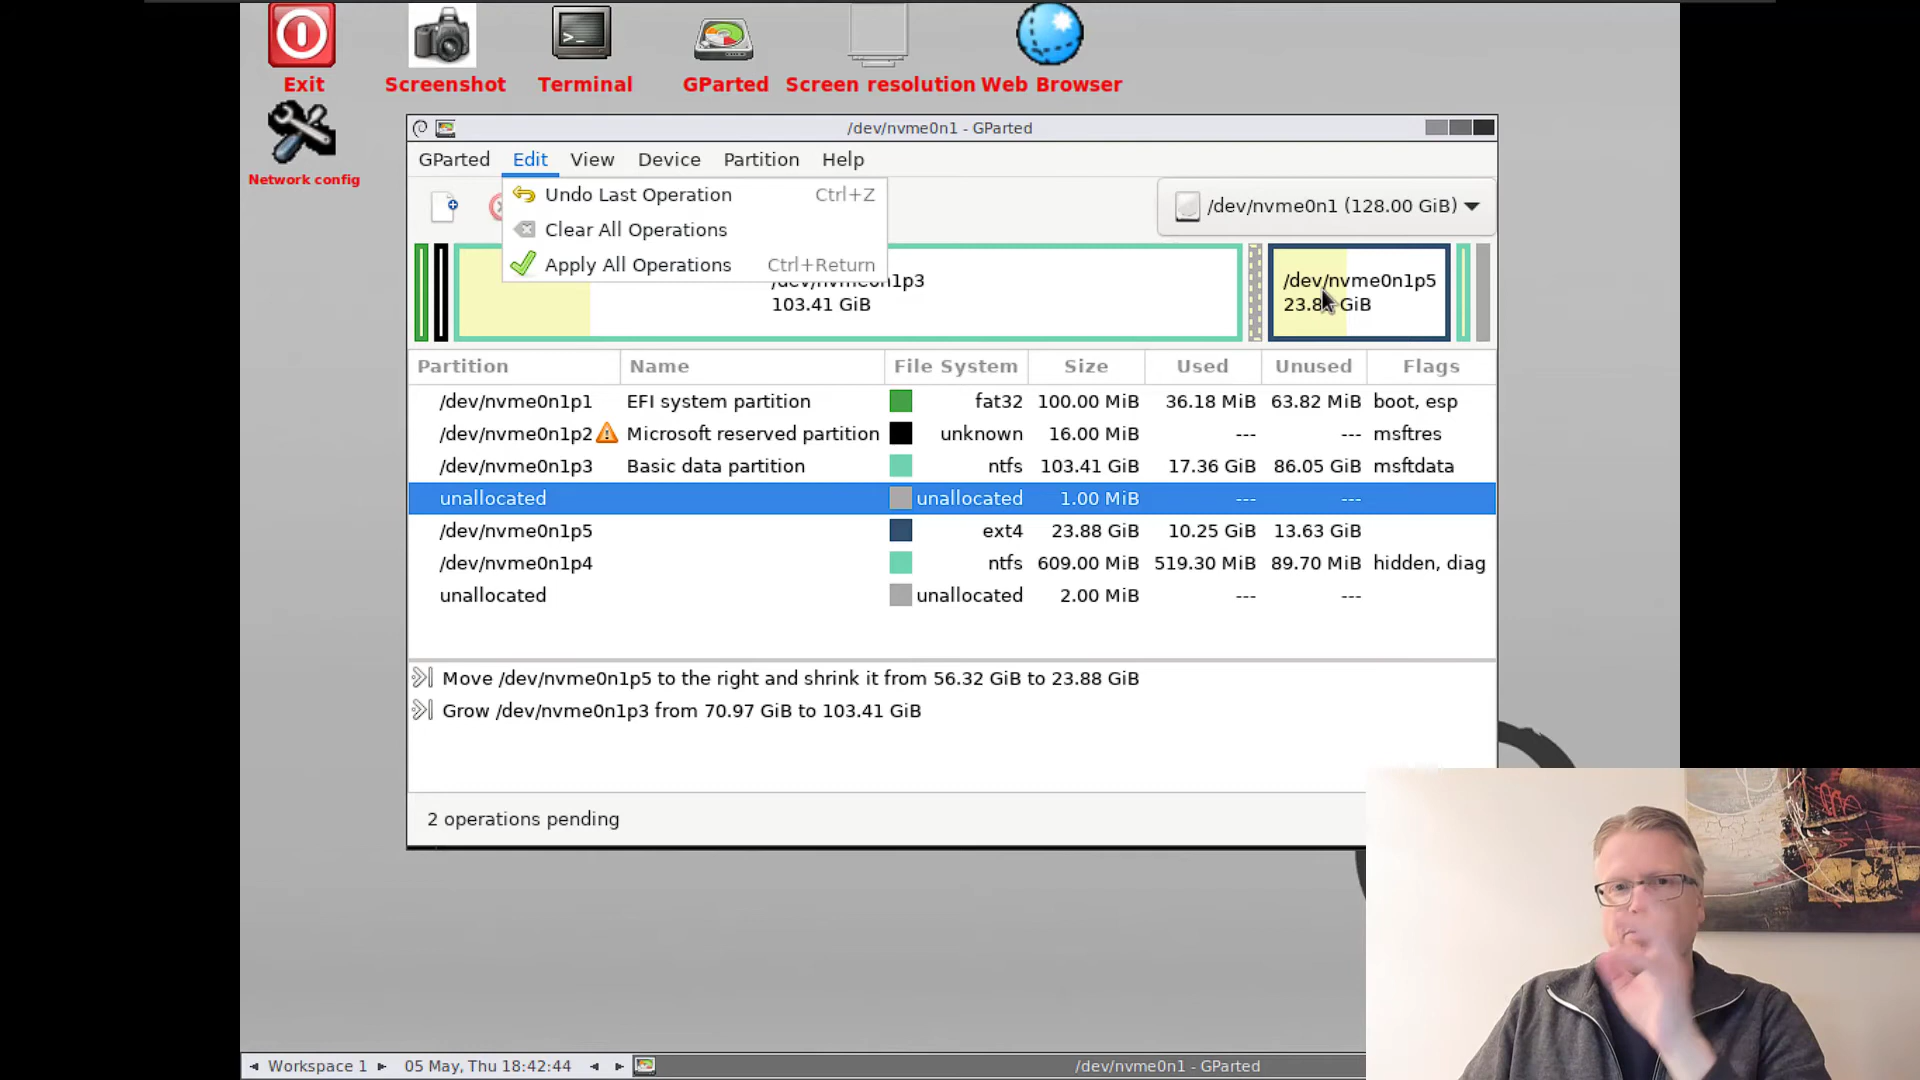 Exit
Screenshot
Terminal
GParted
Screen resolution
Web Browser
Network config
/dev/nvme0n1 - GParted
GParted Edit View Device Partition Help
Undo Last Operation Ctrl+Z
Clear All Operations
Apply All Operations Ctrl+Return
/dev/nvme0n1 (128.00 GiB)
/dev/nvme0n1p3
103.41 GiB
/dev/nvme0n1p5
23.8 GiB
Partition Name File System Size Used Unused Flags
/dev/nvme0n1p1 EFI system partition fat32 100.00 MiB 36.18 MiB 63.82 MiB boot, esp
/dev/nvme0n1p2 Microsoft reserved partition unknown 16.00 MiB --- --- msftres
/dev/nvme0n1p3 Basic data partition ntfs 103.41 GiB 17.36 GiB 86.05 GiB msftdata
unallocated unallocated 1.00 MiB --- ---
/dev/nvme0n1p5 ext4 23.88 GiB 10.25 GiB 13.63 GiB
/dev/nvme0n1p4 ntfs 609.00 MiB 519.30 MiB 89.70 MiB hidden, diag
unallocated unallocated 2.00 MiB --- ---
Move /dev/nvme0n1p5 to the right and shrink it from 56.32 GiB to 23.88 GiB
Grow /dev/nvme0n1p3 from 70.97 GiB to 103.41 GiB
2 operations pending
Workspace 1 05 May, Thu 18:42:44 /dev/nvme0n1 - GParted